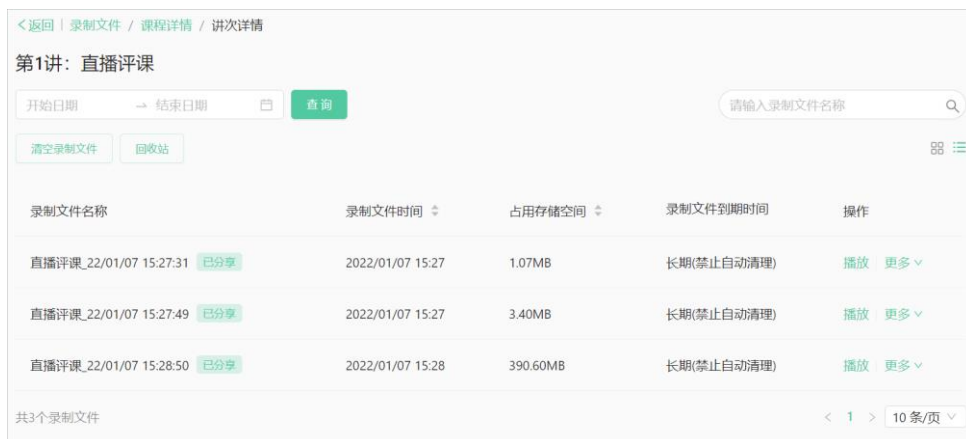 <返回 | 录制文件 / 课程详情 / 讲次详情
第1讲：直播评课
开始日期 → 结束日期 查询 请输入录制文件名称
清空录制文件 回收站
录制文件名称 录制文件时间 占用存储空间 录制文件到期时间 操作
直播评课_22/01/07 15:27:31 已分享 2022/01/07 15:27 1.07MB 长期(禁止自动清理) 播放 更多
直播评课_22/01/07 15:27:49 已分享 2022/01/07 15:27 3.40MB 长期(禁止自动清理) 播放 更多
直播评课_22/01/07 15:28:50 已分享 2022/01/07 15:28 390.60MB 长期(禁止自动清理) 播放 更多
共3个录制文件 < 1 > 10 条/页